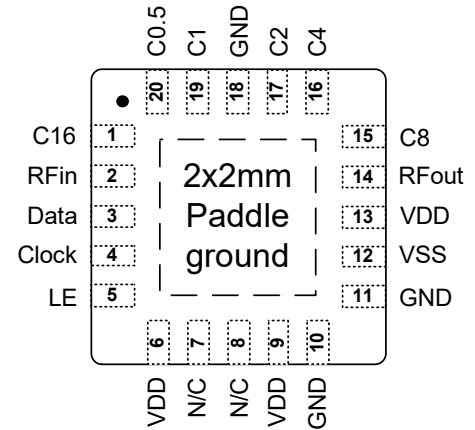 C0.5 C1 GND C2 C4
20 19 18 17 16
C16 1 15 C8
RFin 2 2x2mm 14 RFout
Data 3 Paddle 13 VDD
Clock 4 ground 12 VSS
LE 5 11 GND
6 7 8 9 10
VDD N/C N/C VDD GND